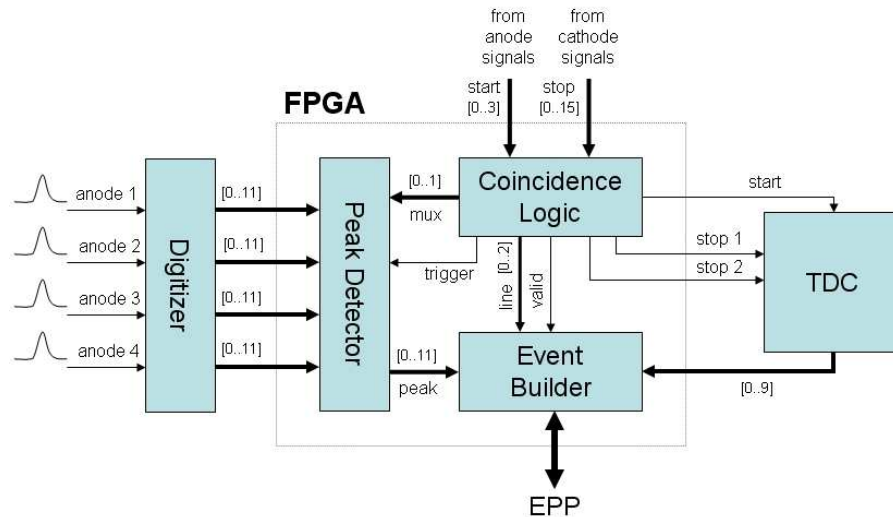 from
anode
signals
from
cathode
signals
start
[0..3]
stop
[0..15]
FPGA
anode 1
anode 2
anode 3
anode 4
Digitizer
[0..11]
[0..11]
[0..11]
[0..11]
Peak Detector
[0..1]
mux
trigger
Coincidence
Logic
line [0..2]
valid
start
stop 1
stop 2
TDC
[0..11]
peak
Event
Builder
[0..9]
EPP